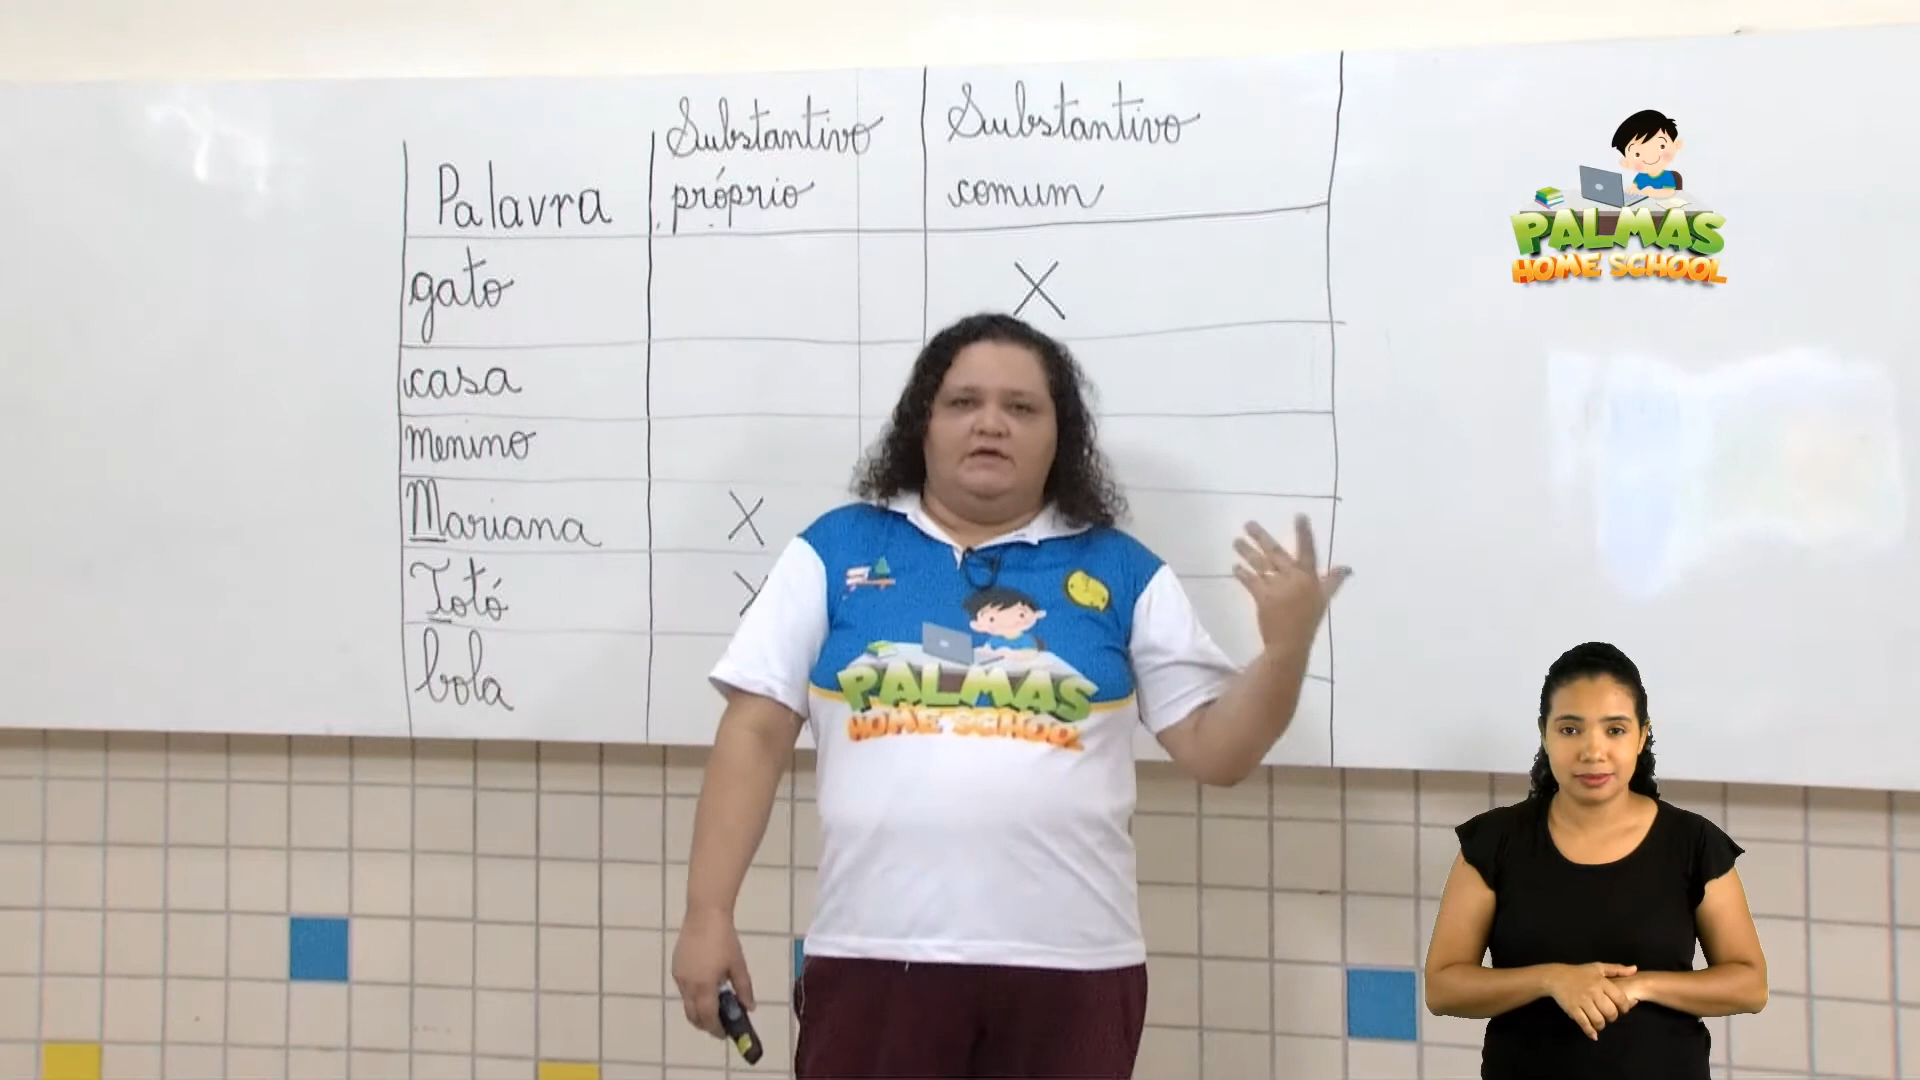 Palavra
Substantivo
próprio
Substantivo
comum
gato
X
casa
menino
Mariana
X
Totó
X
bola
PALMAS
HOME SCHOOL
PALMAS
HOME SCHOOL